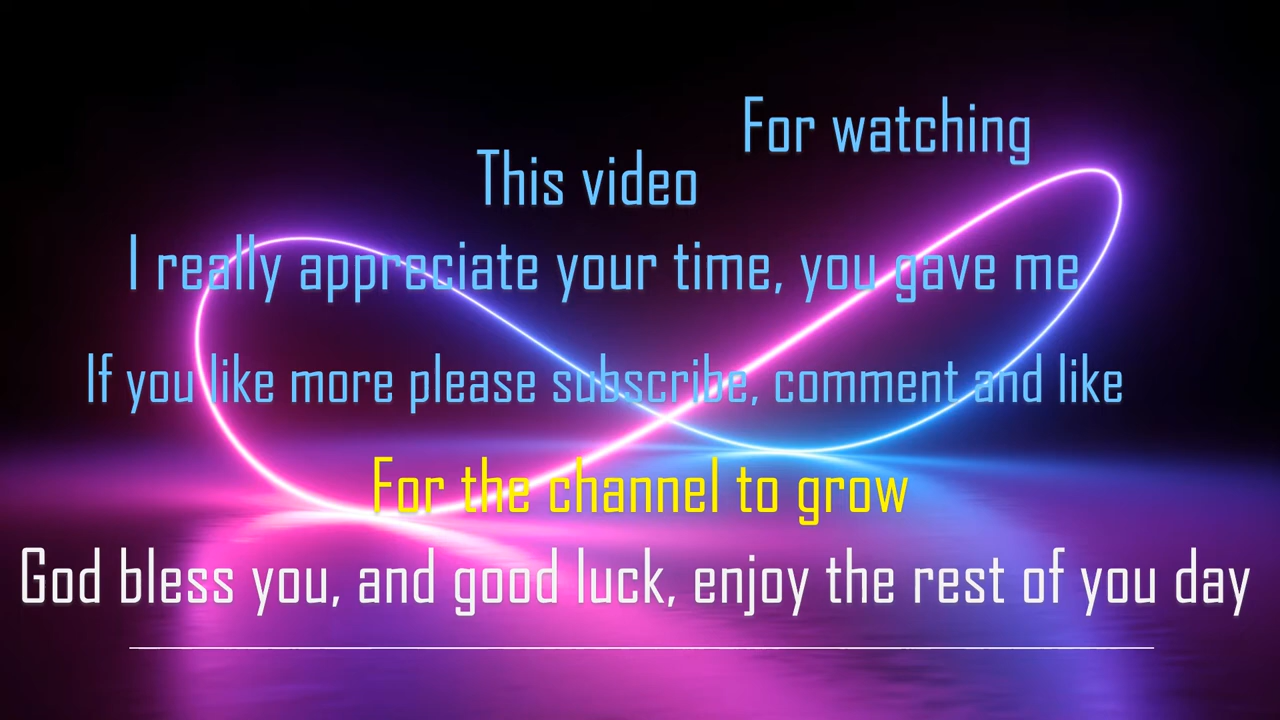 For watching
This video
I really appreciate your time, you gave me
If you like more please subscribe, comment and like
For the channel to grow
God bless you, and good luck, enjoy the rest of you day